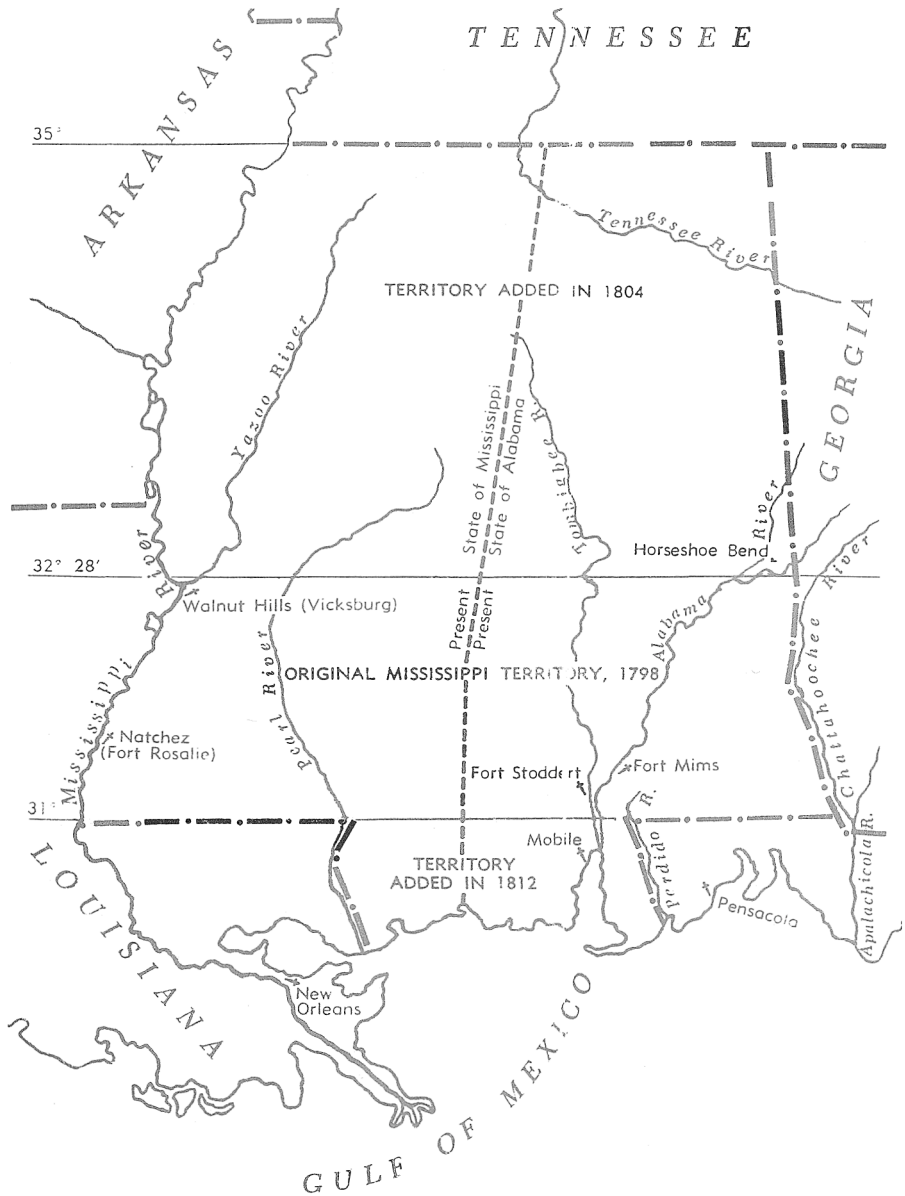 TENNESSEE
ARKANSAS
35°
Tennessee River
TERRITORY ADDED IN 1804
GEORGIA
Yazoo River
State of Mississippi
State of Alabama
Tombigbee R.
River
Horseshoe Bend
32° 28'
River
Walnut Hills (Vicksburg)
Present
Present
Alabama
River
ORIGINAL MISSISSIPPI TERRITORY, 1798
Mississippi
Pearl River
Chattahoochee
Natchez
(Fort Rosalie)
Fort Stoddert
Fort Mims
31°
Mobile
Perdido R.
TERRITORY
ADDED IN 1812
Pensacola
Apalachicola R.
LOUISIANA
New
Orleans
GULF OF MEXICO